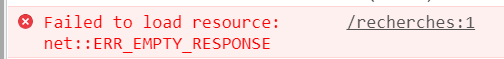 Failed to load resource: /recherches:1
net::ERR_EMPTY_RESPONSE